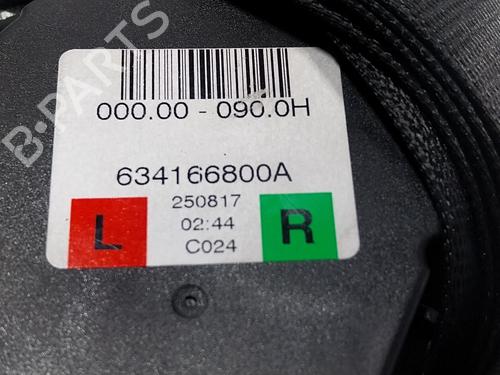 000.00 - 090.0H
634166800A
250817
L
02:44
R
C024
B-PARTS